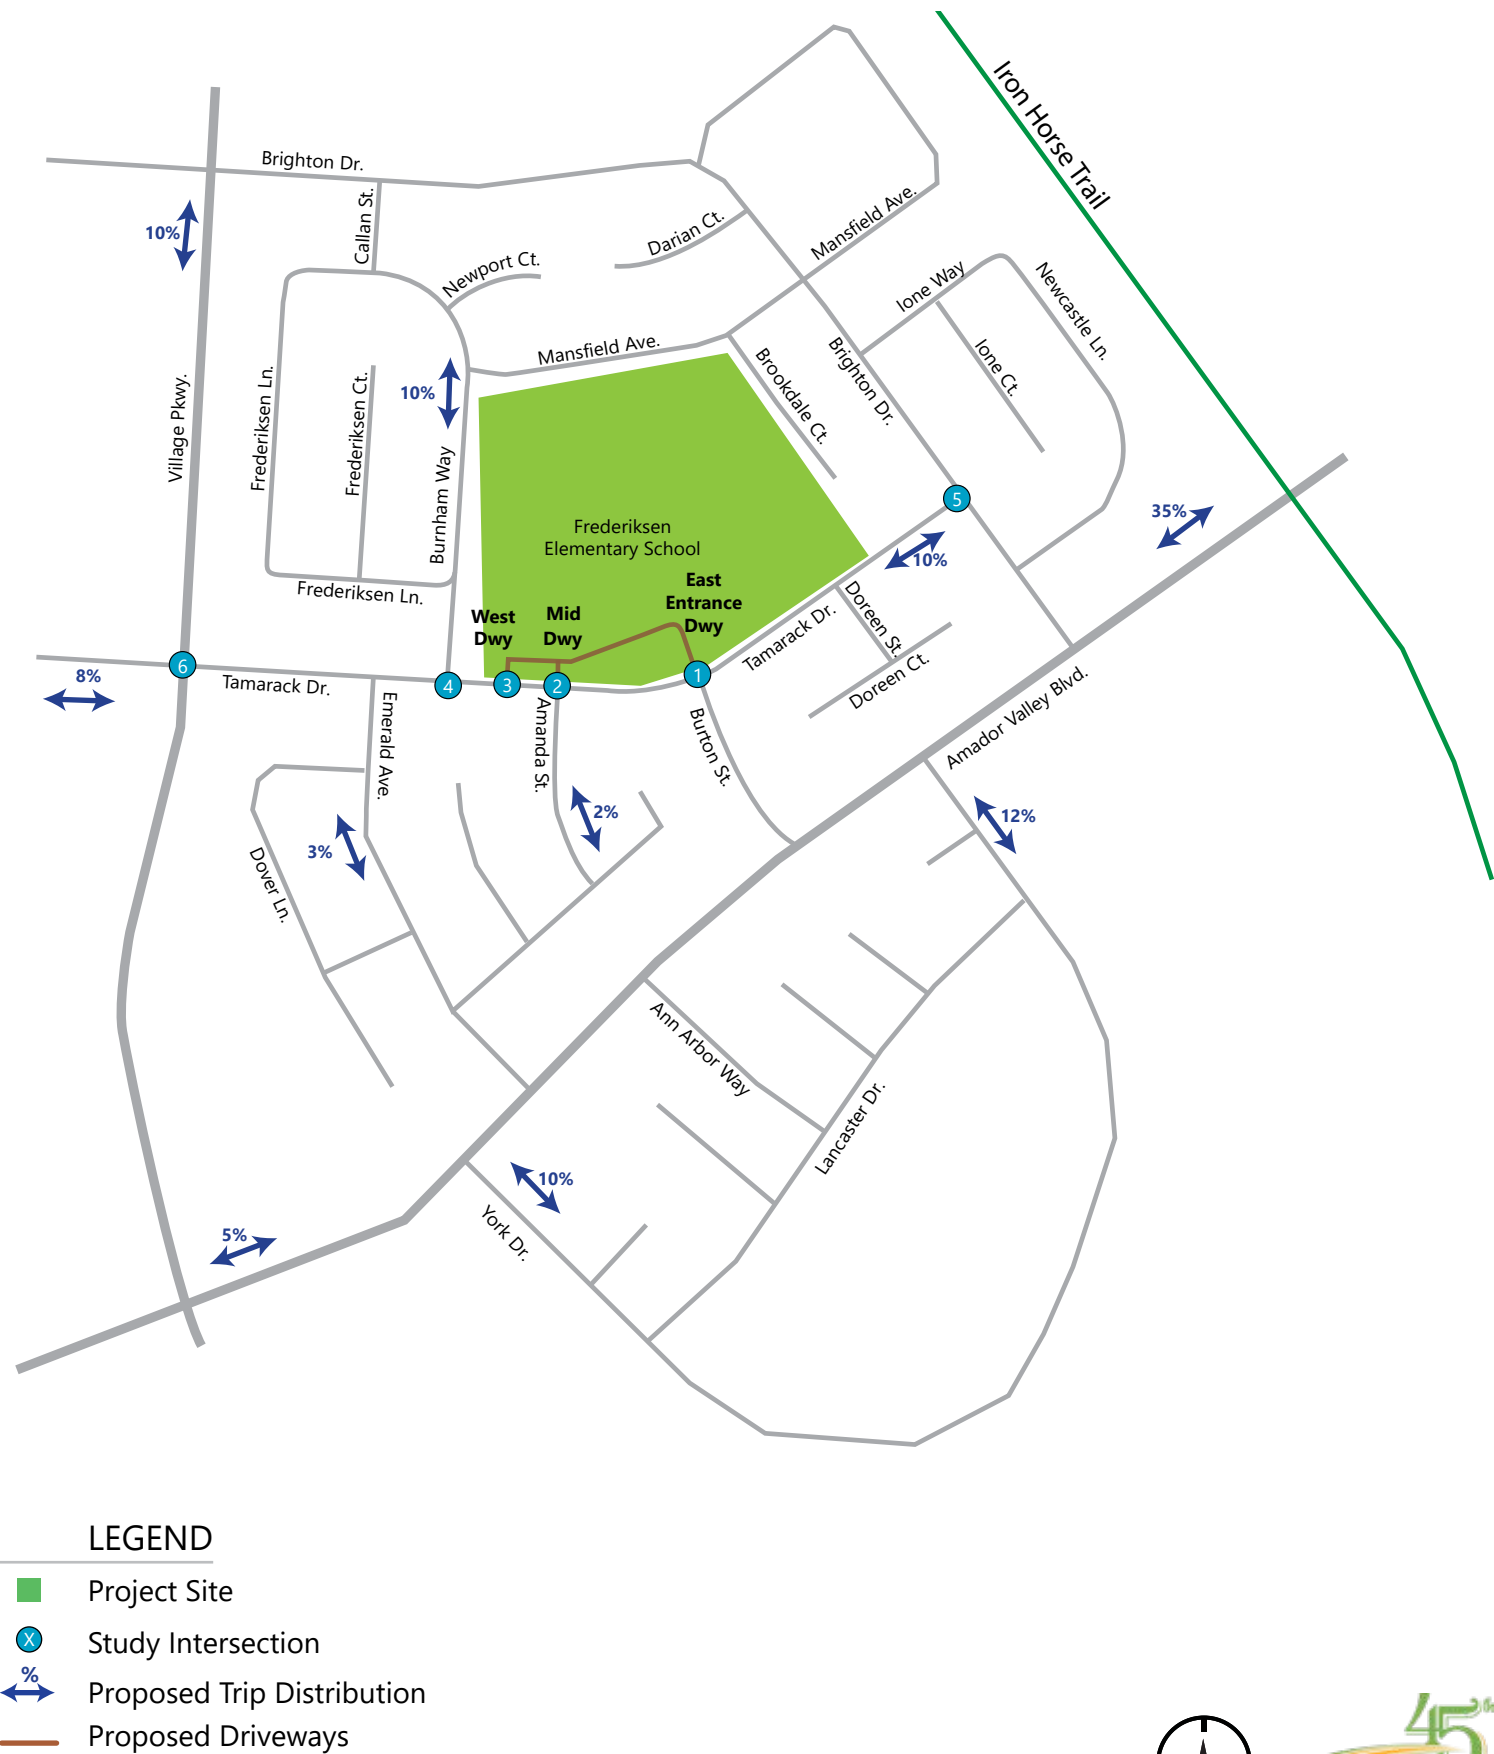 Iron Horse Trail
Brighton Dr.
Callan St.
10%
Newport Ct.
Darian Ct.
Mansfield Ave.
Ione Way
Newcastle Ln.
Ione Ct.
Mansfield Ave.
Brookdale Ct.
Brighton Dr.
Village Pkwy.
Frederiksen Ln.
Frederiksen Ct.
10%
Burnham Way
Frederiksen
Elementary School
5
35%
10%
Frederiksen Ln.
West
Dwy
Mid
Dwy
East
Entrance
Dwy
Doreen St.
Tamarack Dr.
Doreen Ct.
6
8%
Tamarack Dr.
4
3
2
1
Emerald Ave.
Amanda St.
Burton St.
Amador Valley Blvd.
2%
12%
3%
Dover Ln.
Ann Arbor Way
Lancaster Dr.
10%
York Dr.
5%
LEGEND
Project Site
X
Study Intersection
%
Proposed Trip Distribution
Proposed Driveways
45th